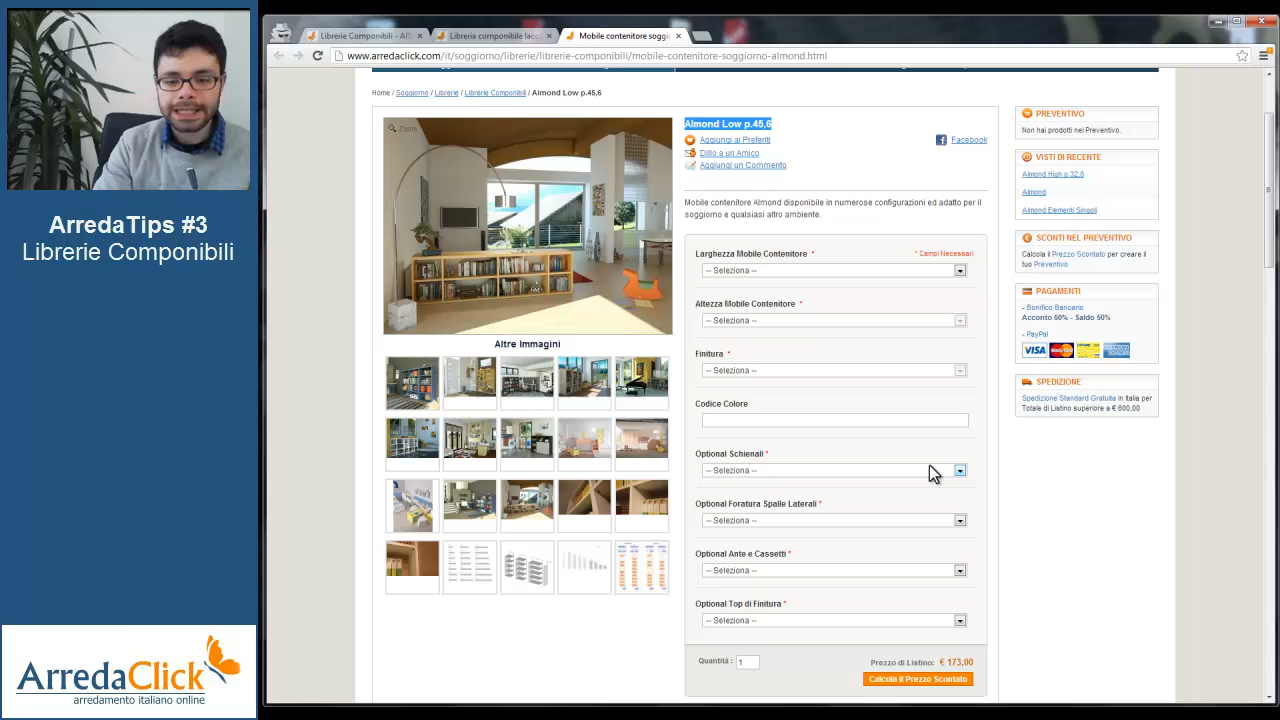 ArredaTips #3
Librerie Componibili
ArredaClick
arredamento italiano online
Librerie Componibili - AR
Libreria componibile lacc
Mobile contenitore soggi
www.arredaclick.com/it/soggiorno/librerie/librerie-componibili/mobile-contenitore-soggiorno-almond.html
Home / Soggiorno / Librerie / Librerie Componibili / Almond Low p.45,6
Zoom
Altre Immagini
Almond Low p.45,6
Aggiungi ai Preferiti
Facebook
Dillo a un Amico
Aggiungi un Commento
Mobile contenitore Almond disponibile in numerose configurazioni ed adatto per il
soggiorno e qualsiasi altro ambiente.
Larghezza Mobile Contenitore *
* Campi Necessari
-- Seleziona --
Altezza Mobile Contenitore *
-- Seleziona --
Finitura *
-- Seleziona --
Codice Colore
Optional Schienali *
-- Seleziona --
Optional Foratura Spalle Laterali *
-- Seleziona --
Optional Ante e Cassetti *
-- Seleziona --
Optional Top di Finitura *
-- Seleziona --
Quantità : 1
Prezzo di Listino: € 173,00
Calcola il Prezzo Scontato
PREVENTIVO
Non hai prodotti nel Preventivo.
VISTI DI RECENTE
Almond High p.32,8
Almond
Almond Elementi Singoli
SCONTI NEL PREVENTIVO
Calcola il Prezzo Scontato per creare il
tuo Preventivo
PAGAMENTI
- Bonifico Bancario
Acconto 50% - Saldo 50%
- PayPal
VISA
SPEDIZIONE
Spedizione Standard Gratuita in Italia per
Totale di Listino superiore a € 600,00